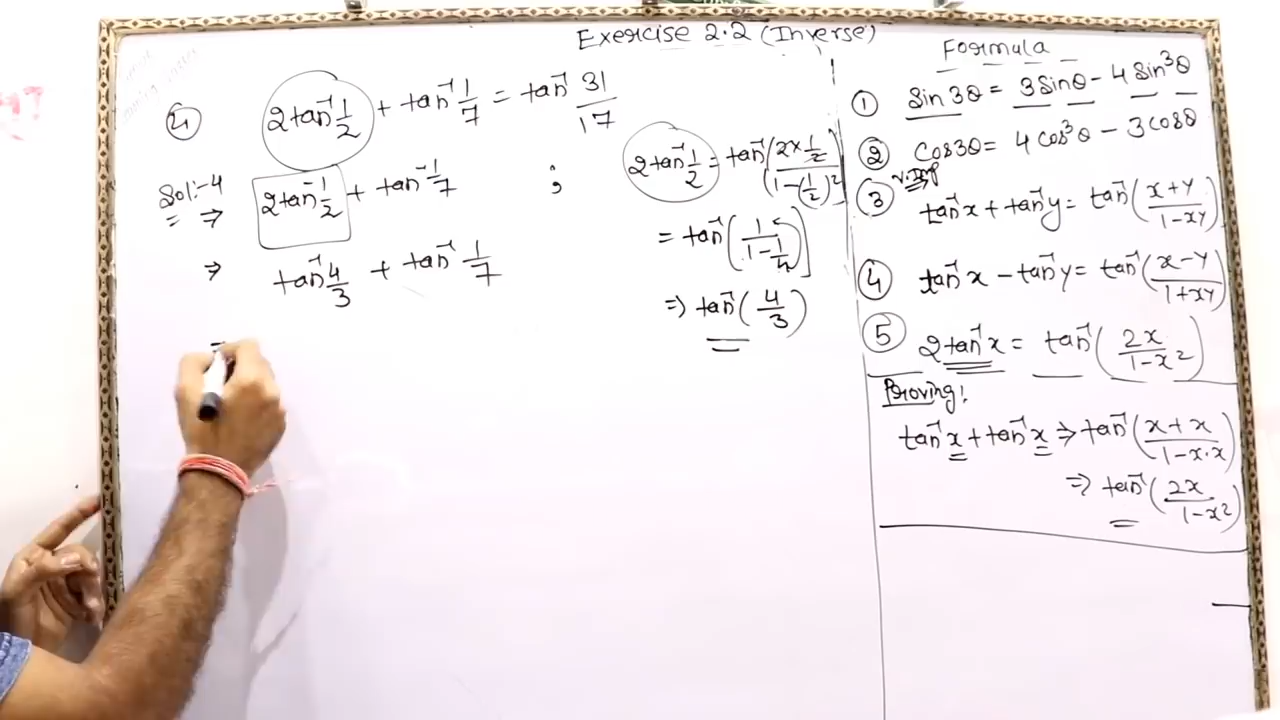 Exercise 2.2 (Inverse)
④ 2tan⁻¹ 1/2 + tan⁻¹ 1/7 = tan⁻¹ 31/17
Sol:-4
⇒ 2tan⁻¹ 1/2 + tan⁻¹ 1/7 ;
⇒ tan⁻¹ 4/3 + tan⁻¹ 1/7
2tan⁻¹ 1/2 = tan⁻¹(2×1/2 / (1-(1/2)²))
= tan⁻¹(1 / (1-1/4))
⇒ tan⁻¹(4/3)
Formula
① Sin3θ = 3Sinθ - 4Sin³θ
② Cos3θ = 4cos³θ - 3cosθ
v.Imp
③ tan⁻¹x + tan⁻¹y = tan⁻¹(x+y / 1-xy)
④ tan⁻¹x - tan⁻¹y = tan⁻¹(x-y / 1+xy)
⑤ 2tan⁻¹x = tan⁻¹(2x / 1-x²)
Proving!
tan⁻¹x + tan⁻¹x ⇒ tan⁻¹(x+x / 1-x·x)
⇒ tan⁻¹(2x / 1-x²)